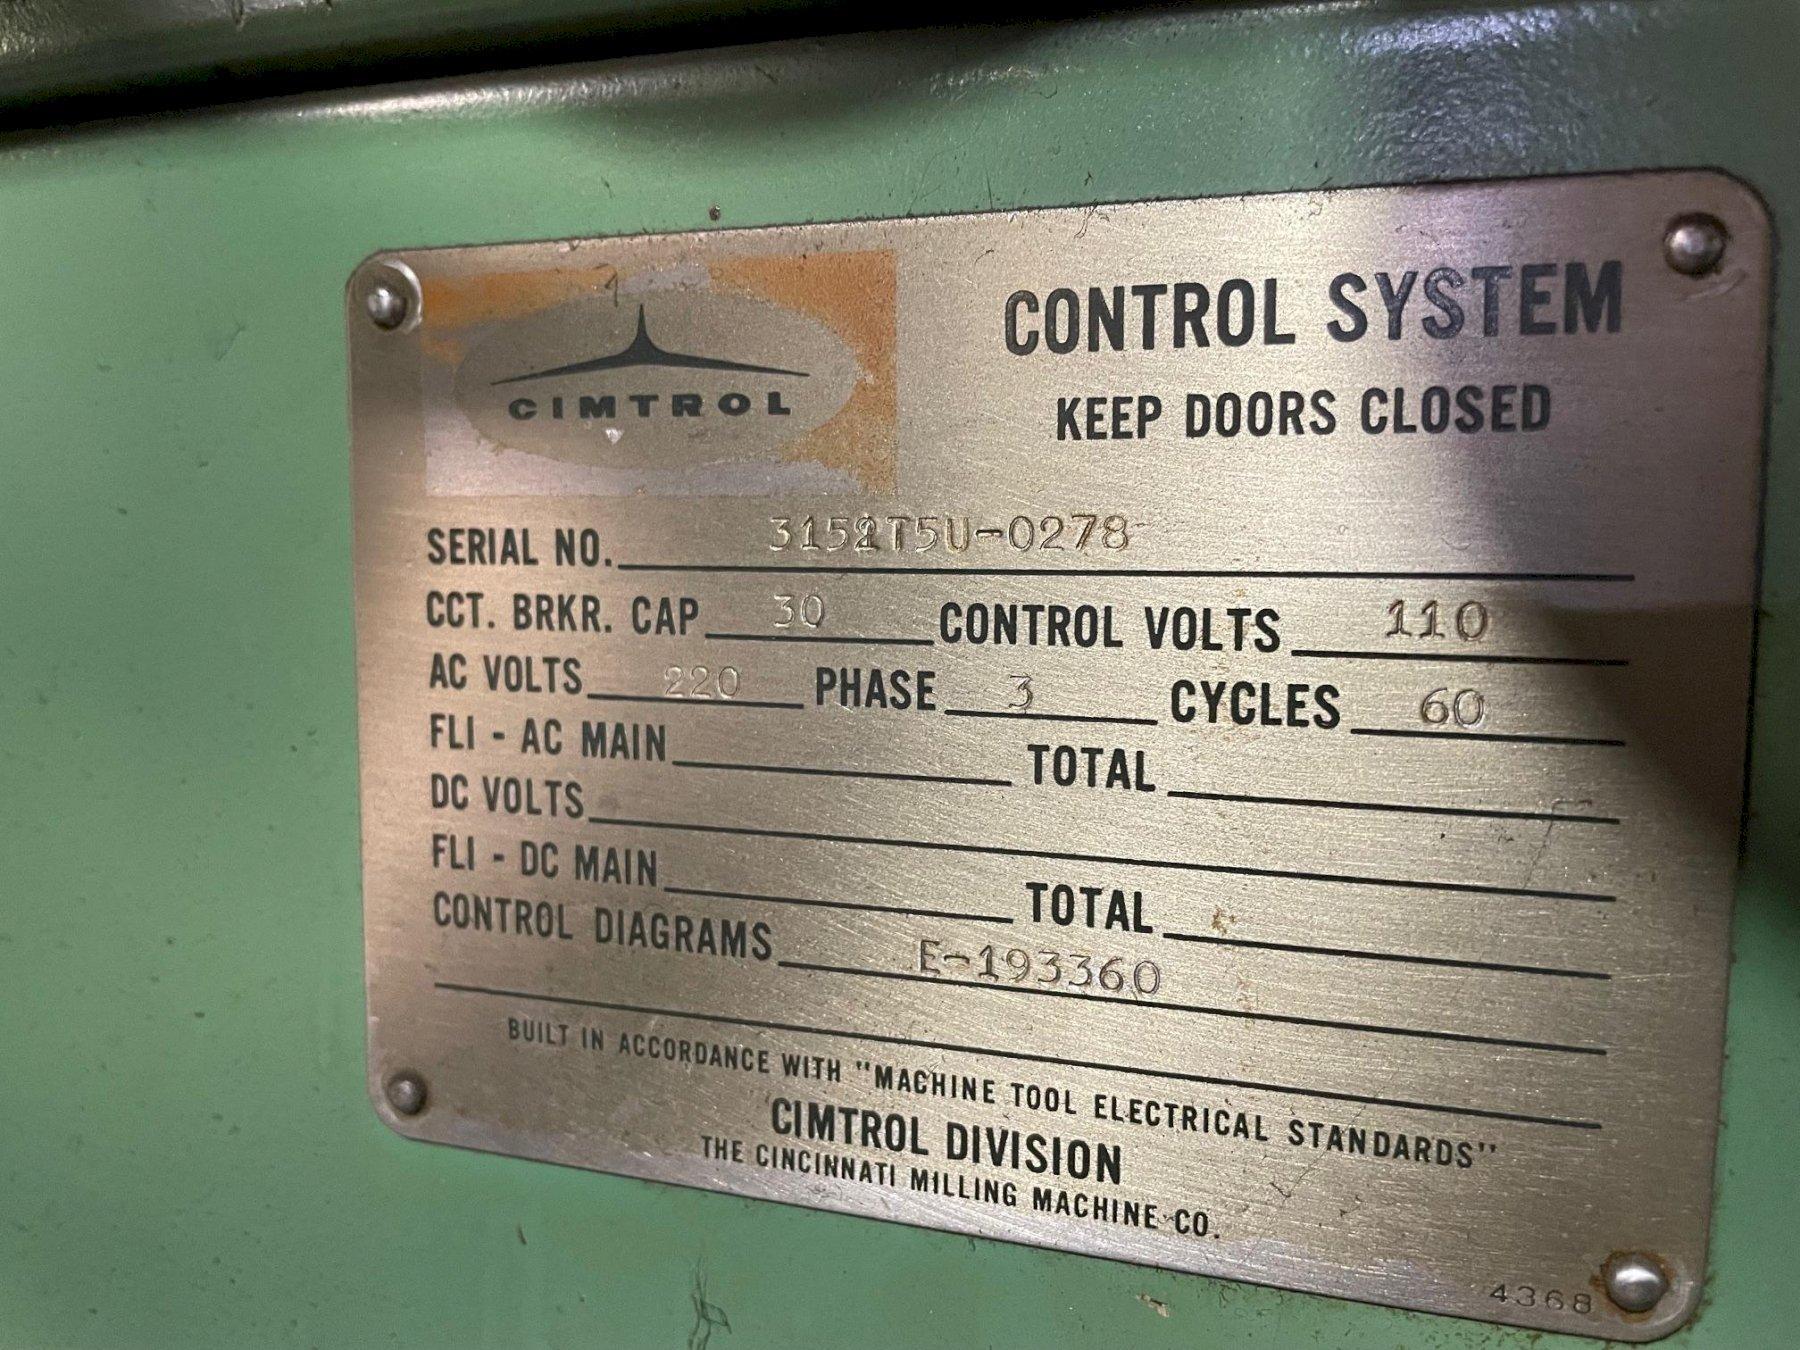 CIMTROL
CONTROL SYSTEM
KEEP DOORS CLOSED
SERIAL NO.
CCT. BRKR. CAP 30 CONTROL VOLTS 110
AC VOLTS 220 PHASE 3 CYCLES 60
FLI - AC MAIN TOTAL
DC VOLTS
FLI - DC MAIN TOTAL
CONTROL DIAGRAMS E-193360
BUILT IN ACCORDANCE WITH "MACHINE TOOL ELECTRICAL STANDARDS"
CIMTROL DIVISION
THE CINCINNATI MILLING MACHINE CO.
4368